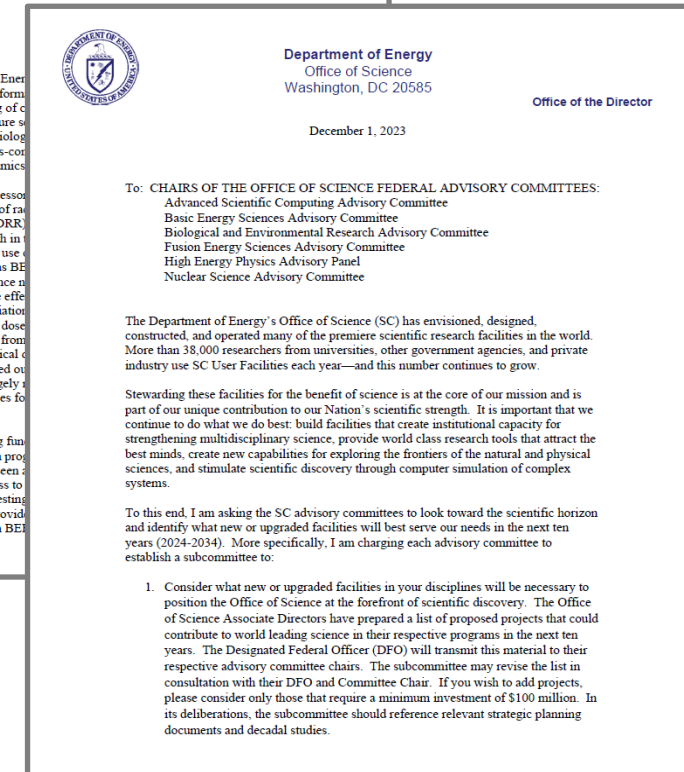 DEPARTMENT OF ENERGY
UNITED STATES OF AMERICA
Department of Energy
Office of Science
Washington, DC 20585
Office of the Director
December 1, 2023
To: CHAIRS OF THE OFFICE OF SCIENCE FEDERAL ADVISORY COMMITTEES:
Advanced Scientific Computing Advisory Committee
Basic Energy Sciences Advisory Committee
Biological and Environmental Research Advisory Committee
Fusion Energy Sciences Advisory Committee
High Energy Physics Advisory Panel
Nuclear Science Advisory Committee
The Department of Energy's Office of Science (SC) has envisioned, designed,
constructed, and operated many of the premiere scientific research facilities in the world.
More than 38,000 researchers from universities, other government agencies, and private
industry use SC User Facilities each year—and this number continues to grow.
Stewarding these facilities for the benefit of science is at the core of our mission and is
part of our unique contribution to our Nation's scientific strength. It is important that we
continue to do what we do best: build facilities that create institutional capacity for
strengthening multidisciplinary science, provide world class research tools that attract the
best minds, create new capabilities for exploring the frontiers of the natural and physical
sciences, and stimulate scientific discovery through computer simulation of complex
systems.
To this end, I am asking the SC advisory committees to look toward the scientific horizon
and identify what new or upgraded facilities will best serve our needs in the next ten
years (2024-2034). More specifically, I am charging each advisory committee to
establish a subcommittee to:
1. Consider what new or upgraded facilities in your disciplines will be necessary to
position the Office of Science at the forefront of scientific discovery. The Office
of Science Associate Directors have prepared a list of proposed projects that could
contribute to world leading science in their respective programs in the next ten
years. The Designated Federal Officer (DFO) will transmit this material to their
respective advisory committee chairs. The subcommittee may revise the list in
consultation with their DFO and Committee Chair. If you wish to add projects,
please consider only those that require a minimum investment of $100 million. In
its deliberations, the subcommittee should reference relevant strategic planning
documents and decadal studies.